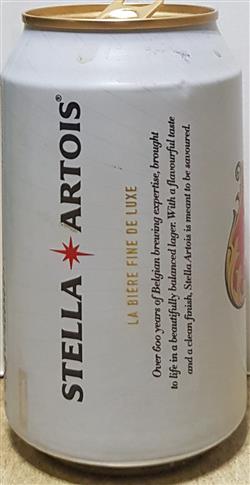 STELLA ARTOIS®
LA BIERE FINE DE LUXE
Over 600 years of Belgian brewing expertise, brought
to life in a beautifully balanced lager. With a flavourful taste
and a clean finish, Stella Artois is meant to be savoured.